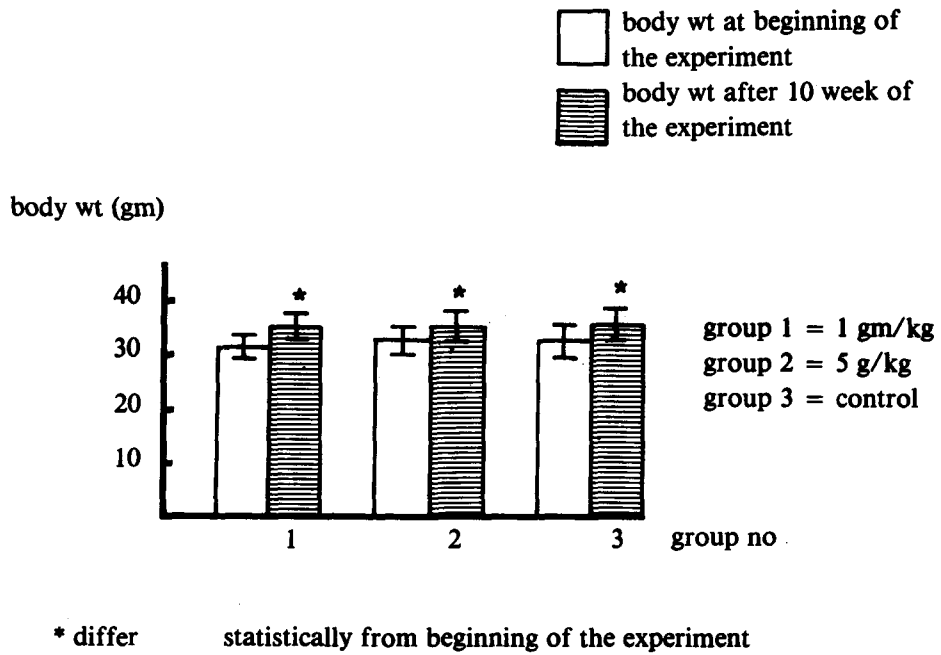 body wt at beginning of
the experiment
body wt after 10 week of
the experiment
body wt (gm)
40
30
20
10
* * *
group 1 = 1 gm/kg
group 2 = 5 g/kg
group 3 = control
1 2 3 group no
* differ statistically from beginning of the experiment